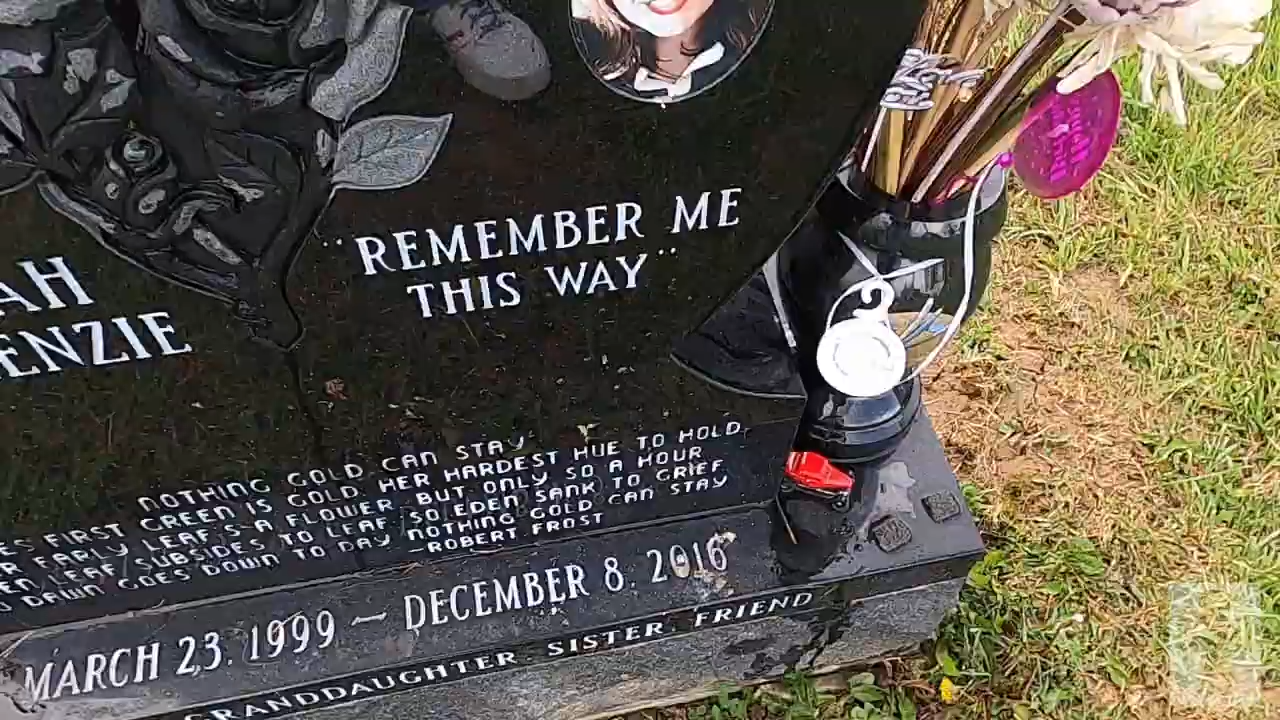 AH
ENZIE
"REMEMBER ME
THIS WAY"
NOTHING GOLD CAN STAY
ES FIRST GREEN IS GOLD HER HARDEST HUE TO HOLD
R EARLY LEAF'S A FLOWER BUT ONLY SO A HOUR
EN LEAF SUBSIDES TO LEAF SO EDEN SANK TO GRIEF
O DAWN GOES DOWN TO DAY NOTHING GOLD CAN STAY
-ROBERT FROST
MARCH 23, 1999 ~ DECEMBER 8, 2016
GRANDDAUGHTER, SISTER, FRIEND